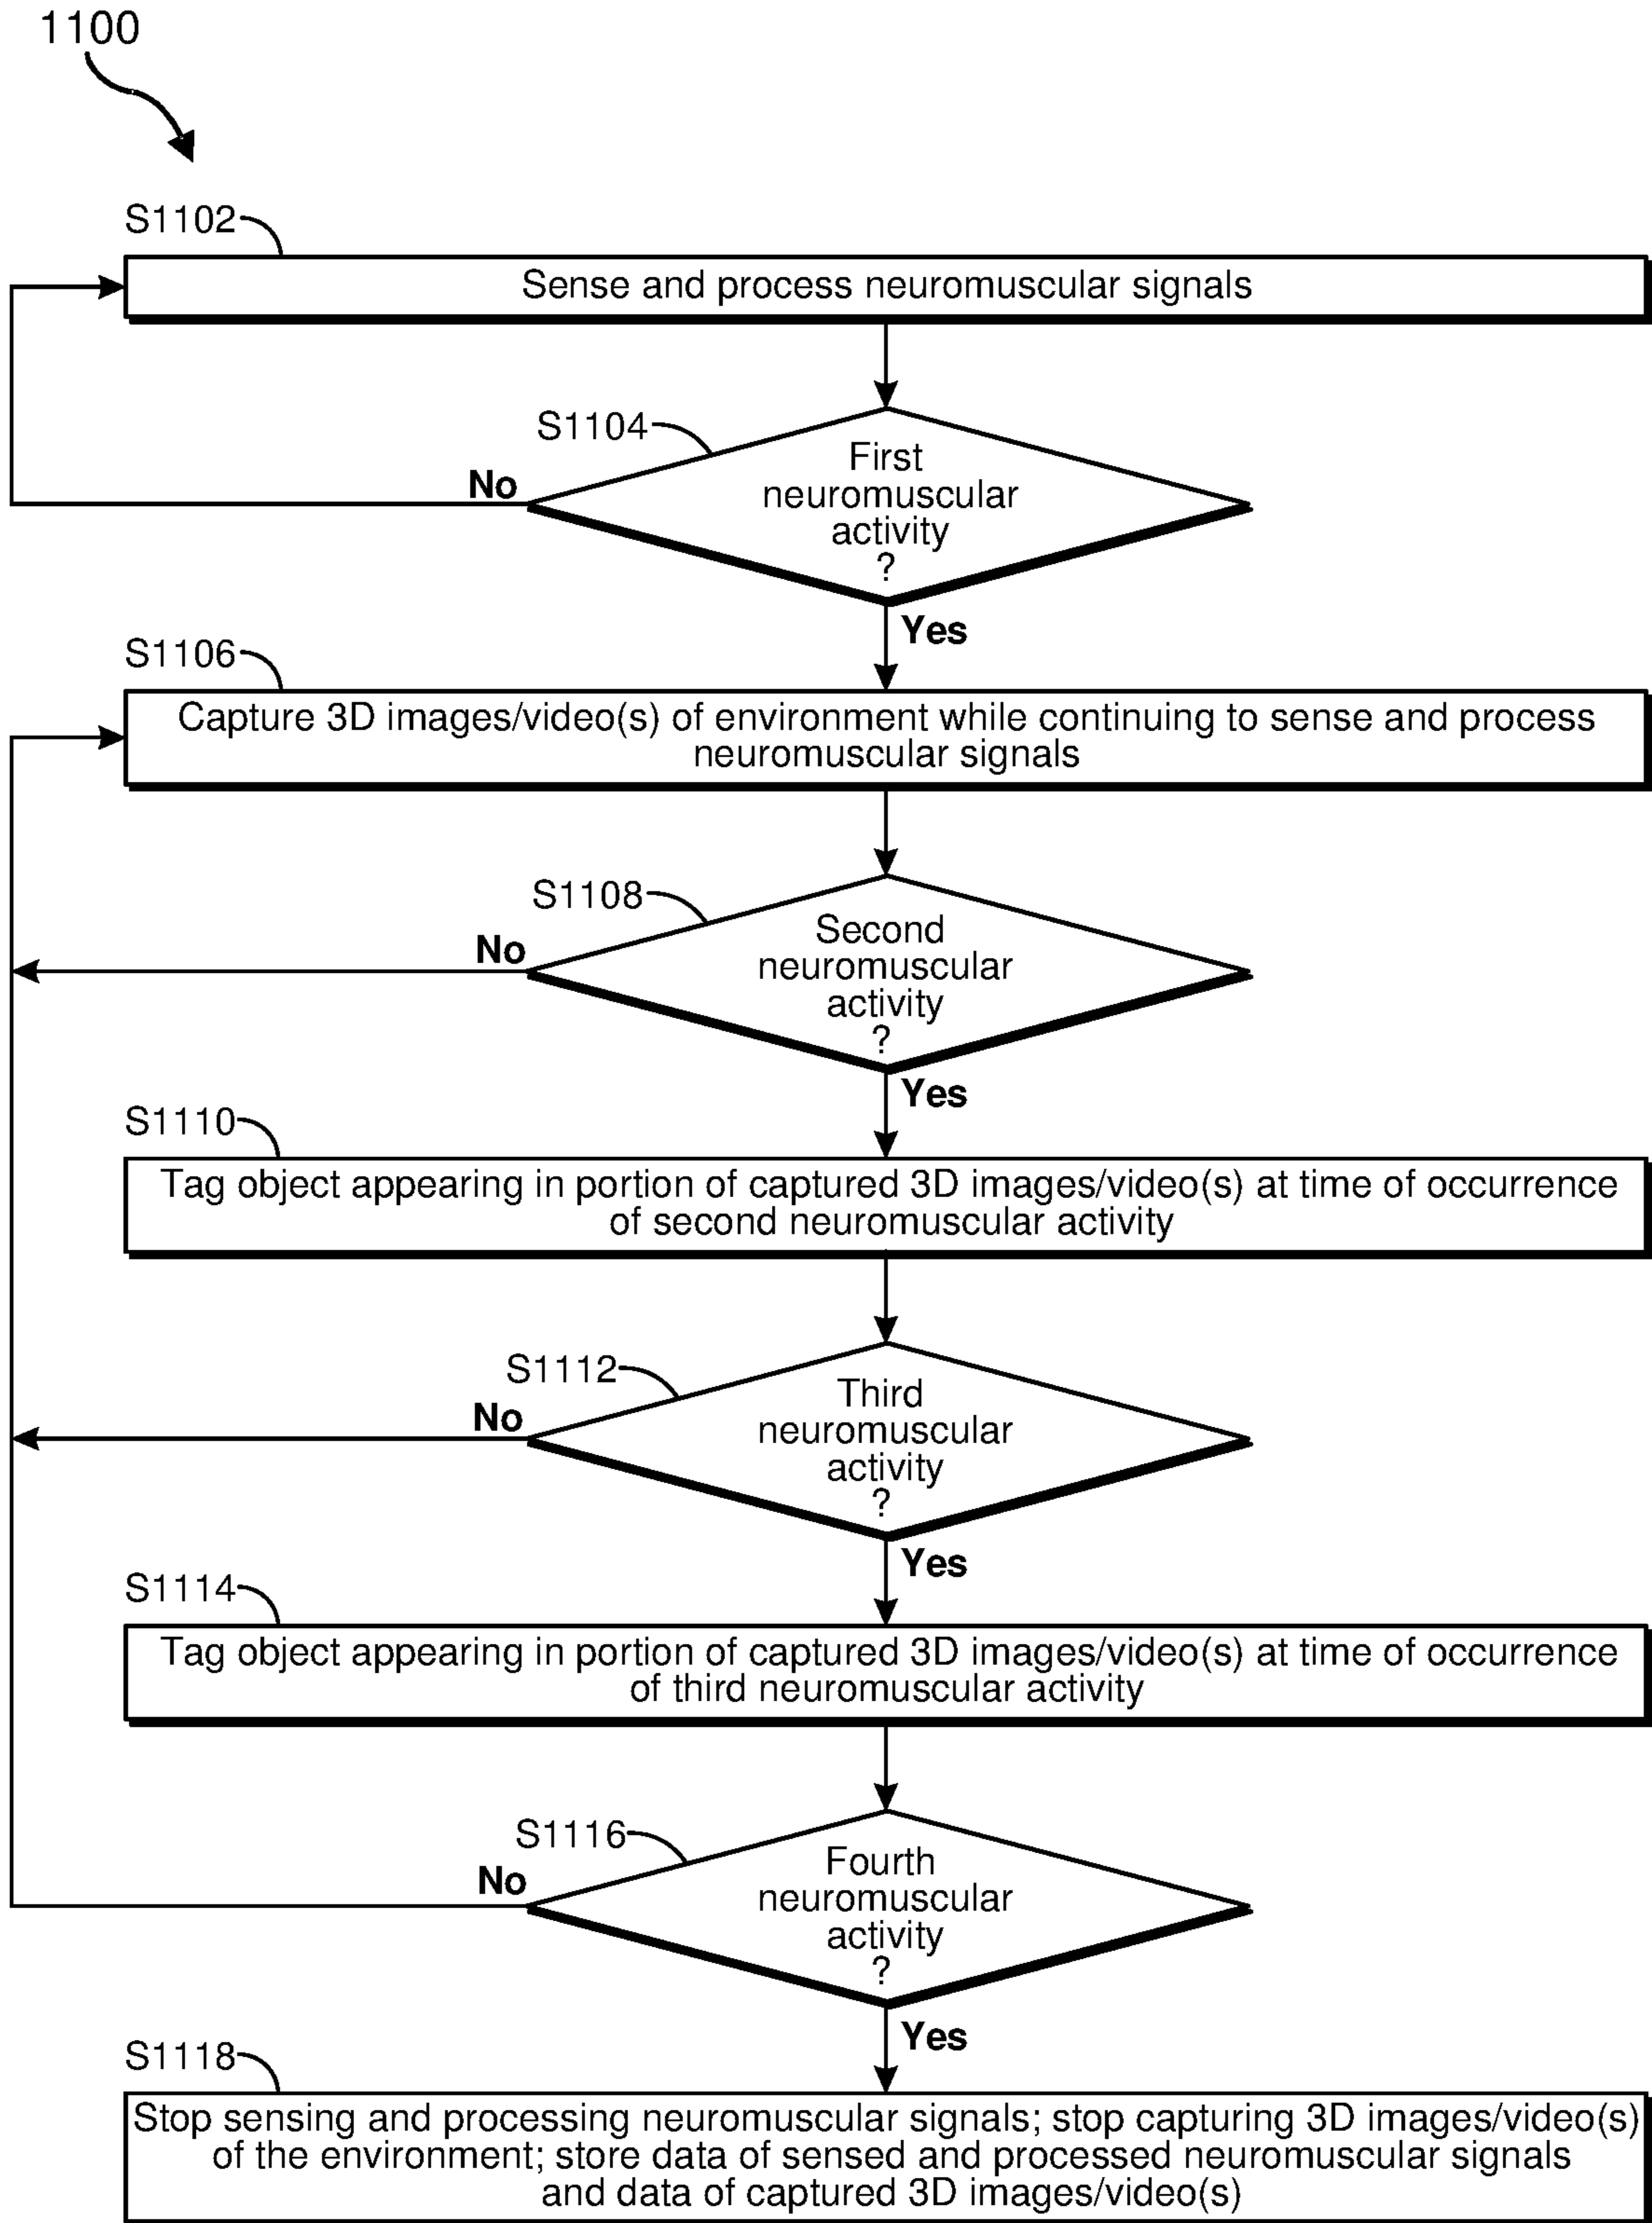 1100
S1102
Sense and process neuromuscular signals
S1104
First
neuromuscular
activity
?
No
Yes
S1106
Capture 3D images/video(s) of environment while continuing to sense and process
neuromuscular signals
S1108
Second
neuromuscular
activity
?
No
Yes
S1110
Tag object appearing in portion of captured 3D images/video(s) at time of occurrence
of second neuromuscular activity
S1112
Third
neuromuscular
activity
?
No
Yes
S1114
Tag object appearing in portion of captured 3D images/video(s) at time of occurrence
of third neuromuscular activity
S1116
Fourth
neuromuscular
activity
?
No
Yes
S1118
Stop sensing and processing neuromuscular signals; stop capturing 3D images/video(s)
of the environment; store data of sensed and processed neuromuscular signals
and data of captured 3D images/video(s)